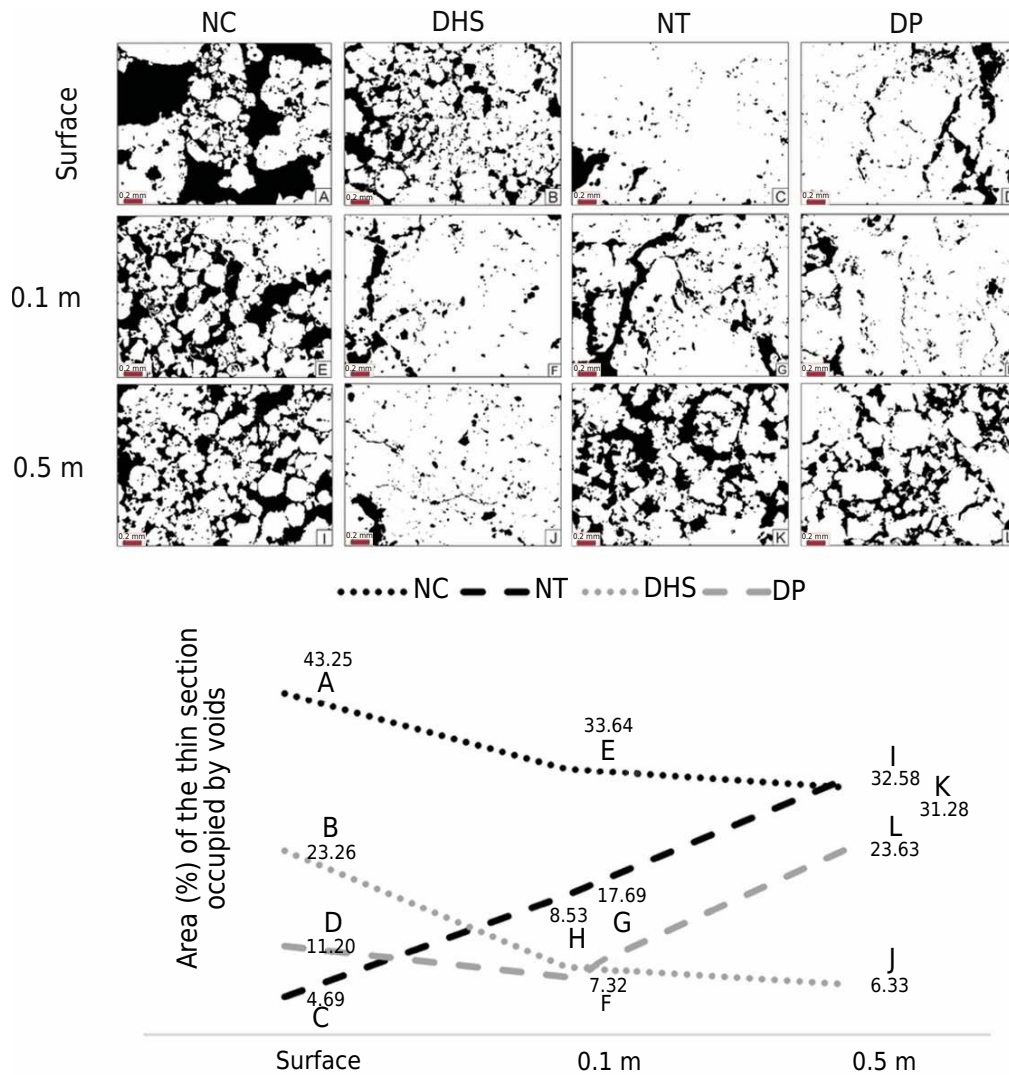 NC DHS NT DP
Surface
0.2 mm A 0.2 mm B 0.2 mm C 0.2 mm D
0.1 m
0.2 mm E 0.2 mm F 0.2 mm G 0.2 mm
0.5 m
0.2 mm I 0.2 mm J 0.2 mm K 0.2 mm L
NC NT DHS DP
Area (%) of the thin section
occupied by voids
43.25
A
33.64
E
I
32.58
K
31.28
B
23.26
L
23.63
17.69
G
D
11.20
8.53
H
7.32
F
J
6.33
4.69
C
Surface 0.1 m 0.5 m